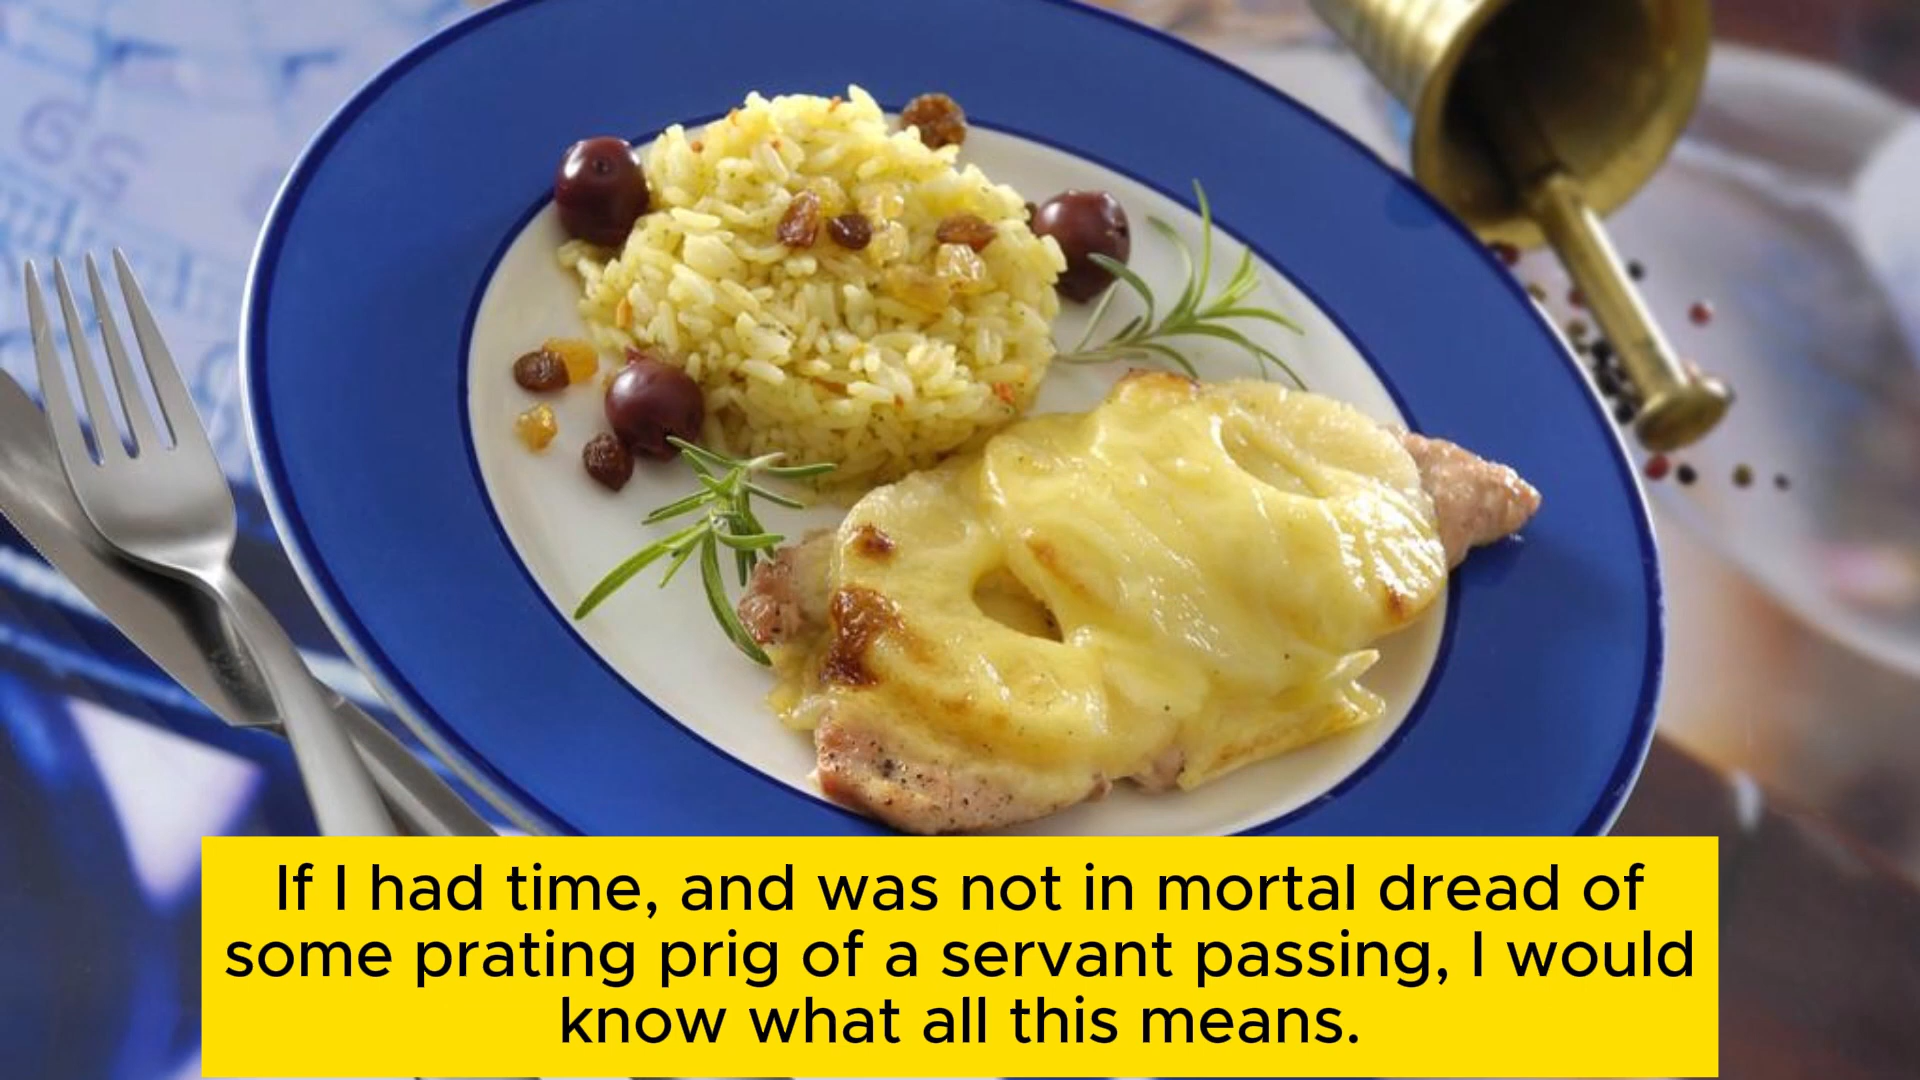 If I had time, and was not in mortal dread of
some prating prig of a servant passing, I would
know what all this means.